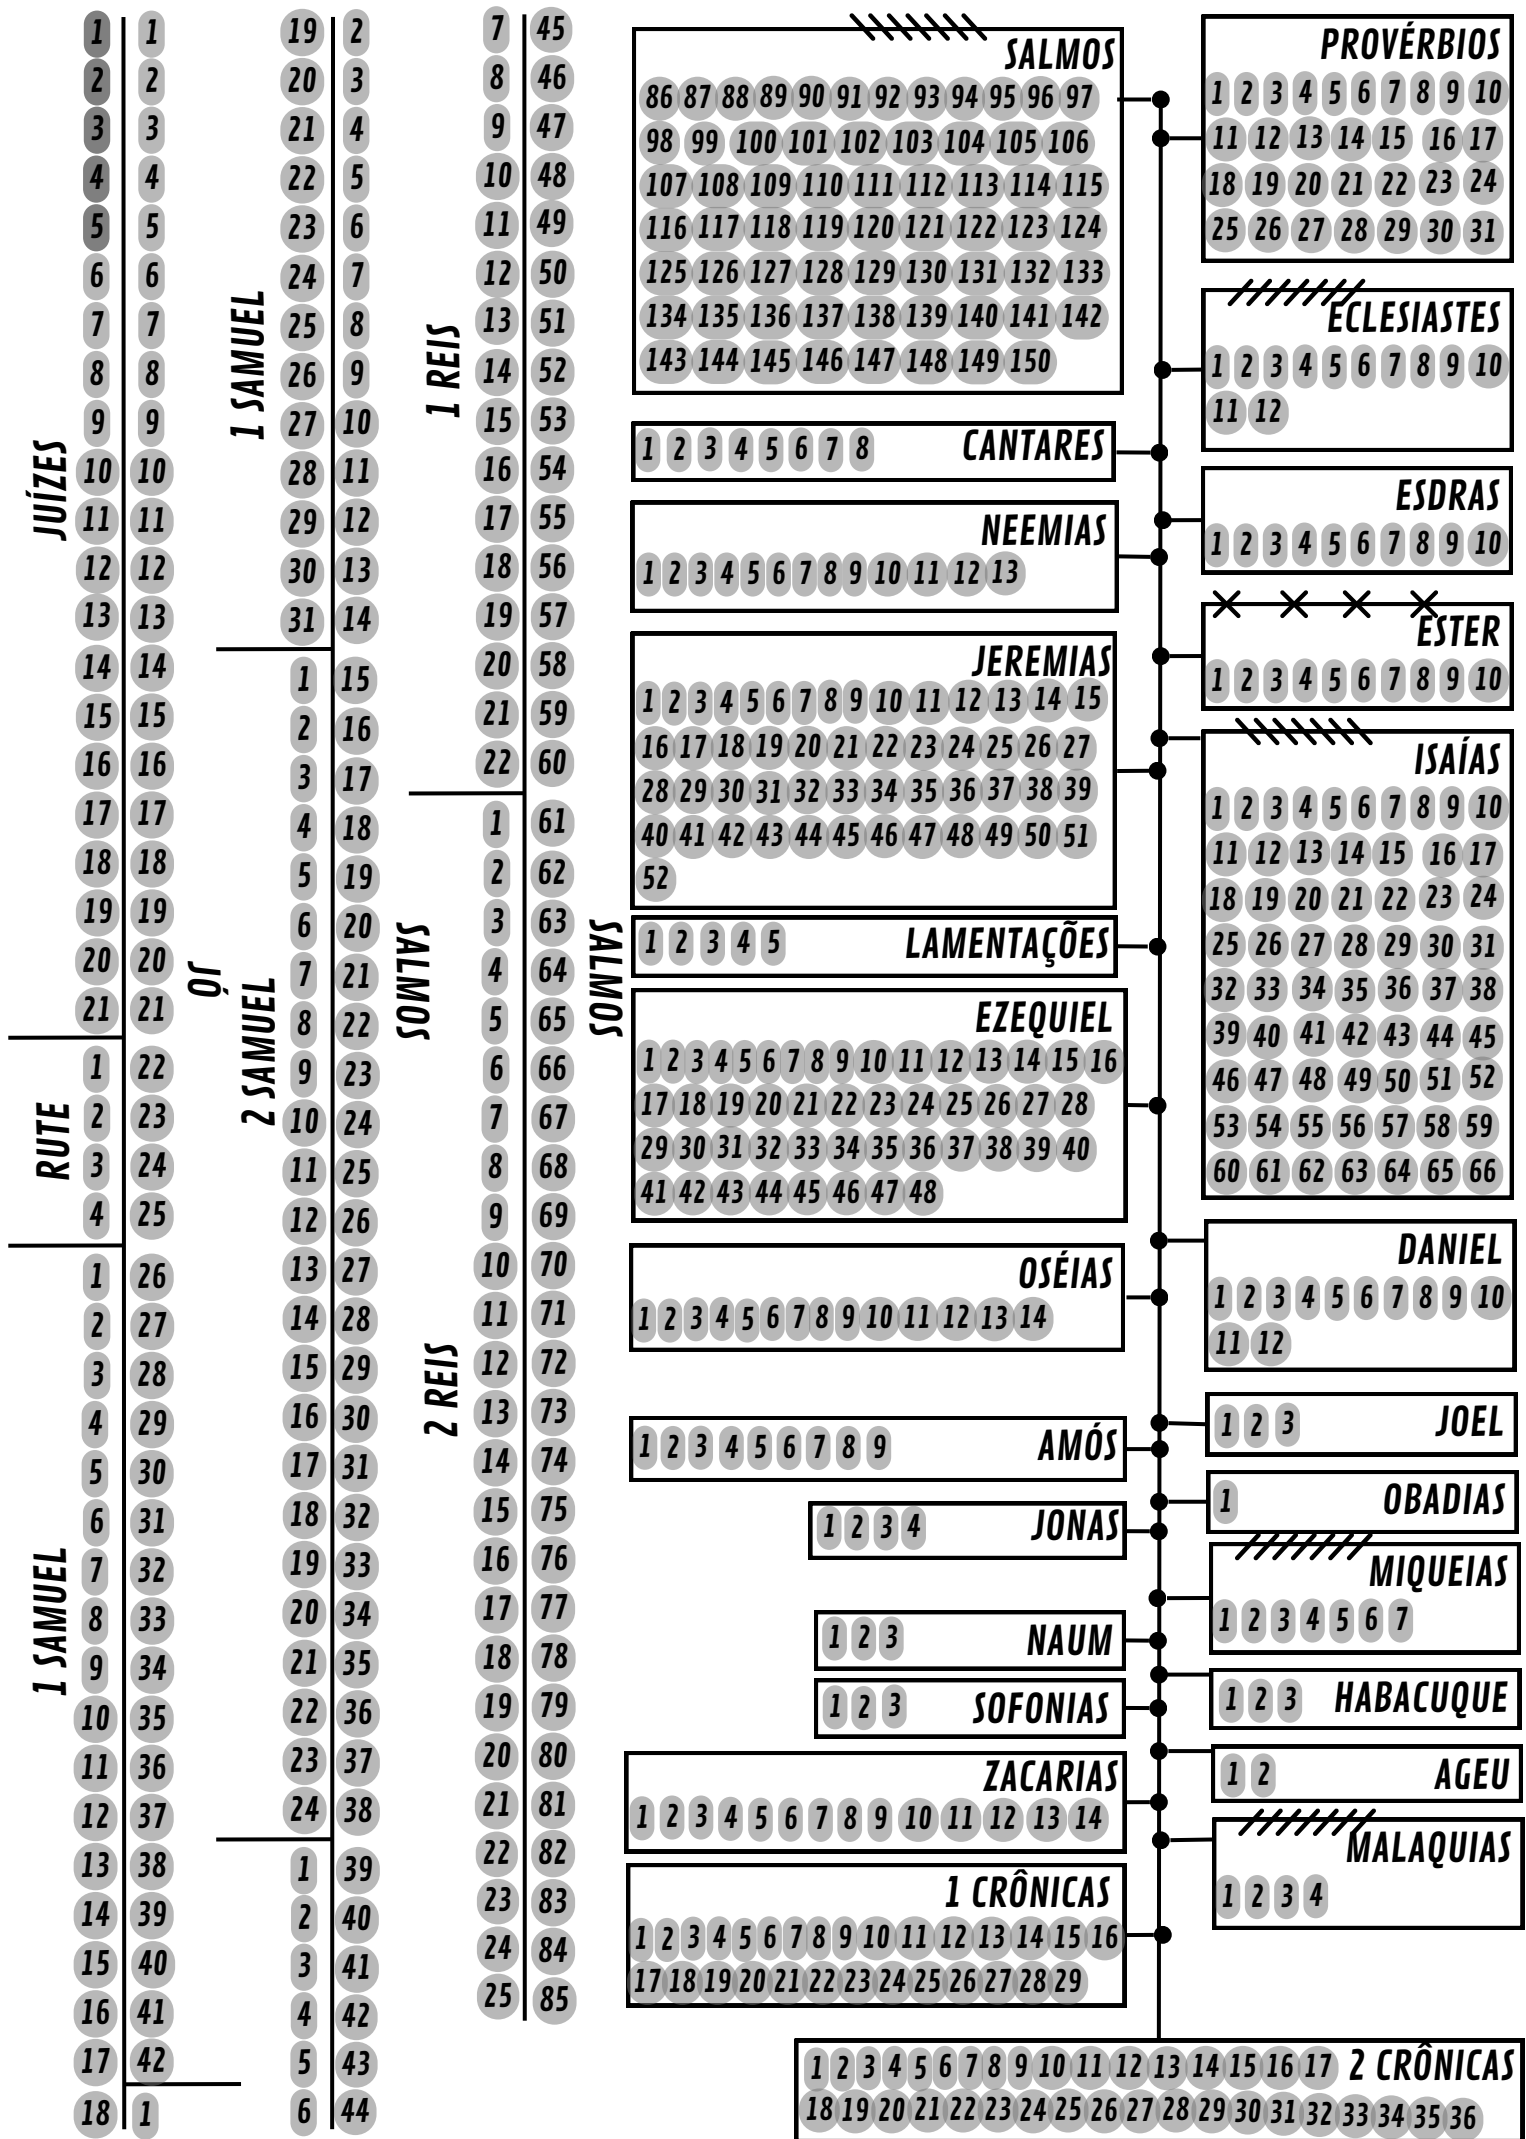 JUÍZES
1 1
2 2
3 3
4 4
5 5
6 6
7 7
8 8
9 9
10 10
11 11
12 12
13 13
14 14
15 15
16 16
17 17
18 18
19 19
20 20
21 21
JÓ
RUTE
1 22
2 23
3 24
4 25
1 SAMUEL
1 26
2 27
3 28
4 29
5 30
6 31
7 32
8 33
9 34
10 35
11 36
12 37
13 38
14 39
15 40
16 41
17 42
18 1
1 SAMUEL
19 2
20 3
21 4
22 5
23 6
24 7
25 8
26 9
27 10
28 11
29 12
30 13
31 14
2 SAMUEL
1 15
2 16
3 17
4 18
5 19
6 20
7 21
8 22
9 23
10 24
11 25
12 26
13 27
14 28
15 29
16 30
17 31
18 32
19 33
20 34
21 35
22 36
23 37
24 38
SALMOS
1 39
2 40
3 41
4 42
5 43
6 44
1 REIS
7 45
8 46
9 47
10 48
11 49
12 50
13 51
14 52
15 53
16 54
17 55
18 56
19 57
20 58
21 59
22 60
2 REIS
1 61
2 62
3 63
4 64
5 65
6 66
7 67
8 68
9 69
10 70
11 71
12 72
13 73
14 74
15 75
16 76
17 77
18 78
19 79
20 80
21 81
22 82
23 83
24 84
25 85
SALMOS
SALMOS
86 87 88 89 90 91 92 93 94 95 96 97
98 99 100 101 102 103 104 105 106
107 108 109 110 111 112 113 114 115
116 117 118 119 120 121 122 123 124
125 126 127 128 129 130 131 132 133
134 135 136 137 138 139 140 141 142
143 144 145 146 147 148 149 150
PROVÉRBIOS
1 2 3 4 5 6 7 8 9 10
11 12 13 14 15 16 17
18 19 20 21 22 23 24
25 26 27 28 29 30 31
ECLESIASTES
1 2 3 4 5 6 7 8 9 10
11 12
1 2 3 4 5 6 7 8 CANTARES
ESDRAS
1 2 3 4 5 6 7 8 9 10
NEEMIAS
1 2 3 4 5 6 7 8 9 10 11 12 13
ESTER
1 2 3 4 5 6 7 8 9 10
JEREMIAS
1 2 3 4 5 6 7 8 9 10 11 12 13 14 15
16 17 18 19 20 21 22 23 24 25 26 27
28 29 30 31 32 33 34 35 36 37 38 39
40 41 42 43 44 45 46 47 48 49 50 51
52
ISAÍAS
1 2 3 4 5 6 7 8 9 10
11 12 13 14 15 16 17
18 19 20 21 22 23 24
25 26 27 28 29 30 31
32 33 34 35 36 37 38
39 40 41 42 43 44 45
46 47 48 49 50 51 52
53 54 55 56 57 58 59
60 61 62 63 64 65 66
1 2 3 4 5 LAMENTAÇÕES
EZEQUIEL
1 2 3 4 5 6 7 8 9 10 11 12 13 14 15 16
17 18 19 20 21 22 23 24 25 26 27 28
29 30 31 32 33 34 35 36 37 38 39 40
41 42 43 44 45 46 47 48
DANIEL
1 2 3 4 5 6 7 8 9 10
11 12
OSÉIAS
1 2 3 4 5 6 7 8 9 10 11 12 13 14
1 2 3 JOEL
1 2 3 4 5 6 7 8 9 AMÓS
1 OBADIAS
1 2 3 4 JONAS
MIQUEIAS
1 2 3 4 5 6 7
1 2 3 NAUM
1 2 3 HABACUQUE
1 2 3 SOFONIAS
1 2 AGEU
ZACARIAS
1 2 3 4 5 6 7 8 9 10 11 12 13 14
MALAQUIAS
1 2 3 4
1 CRÔNICAS
1 2 3 4 5 6 7 8 9 10 11 12 13 14 15 16
17 18 19 20 21 22 23 24 25 26 27 28 29
1 2 3 4 5 6 7 8 9 10 11 12 13 14 15 16 17 2 CRÔNICAS
18 19 20 21 22 23 24 25 26 27 28 29 30 31 32 33 34 35 36